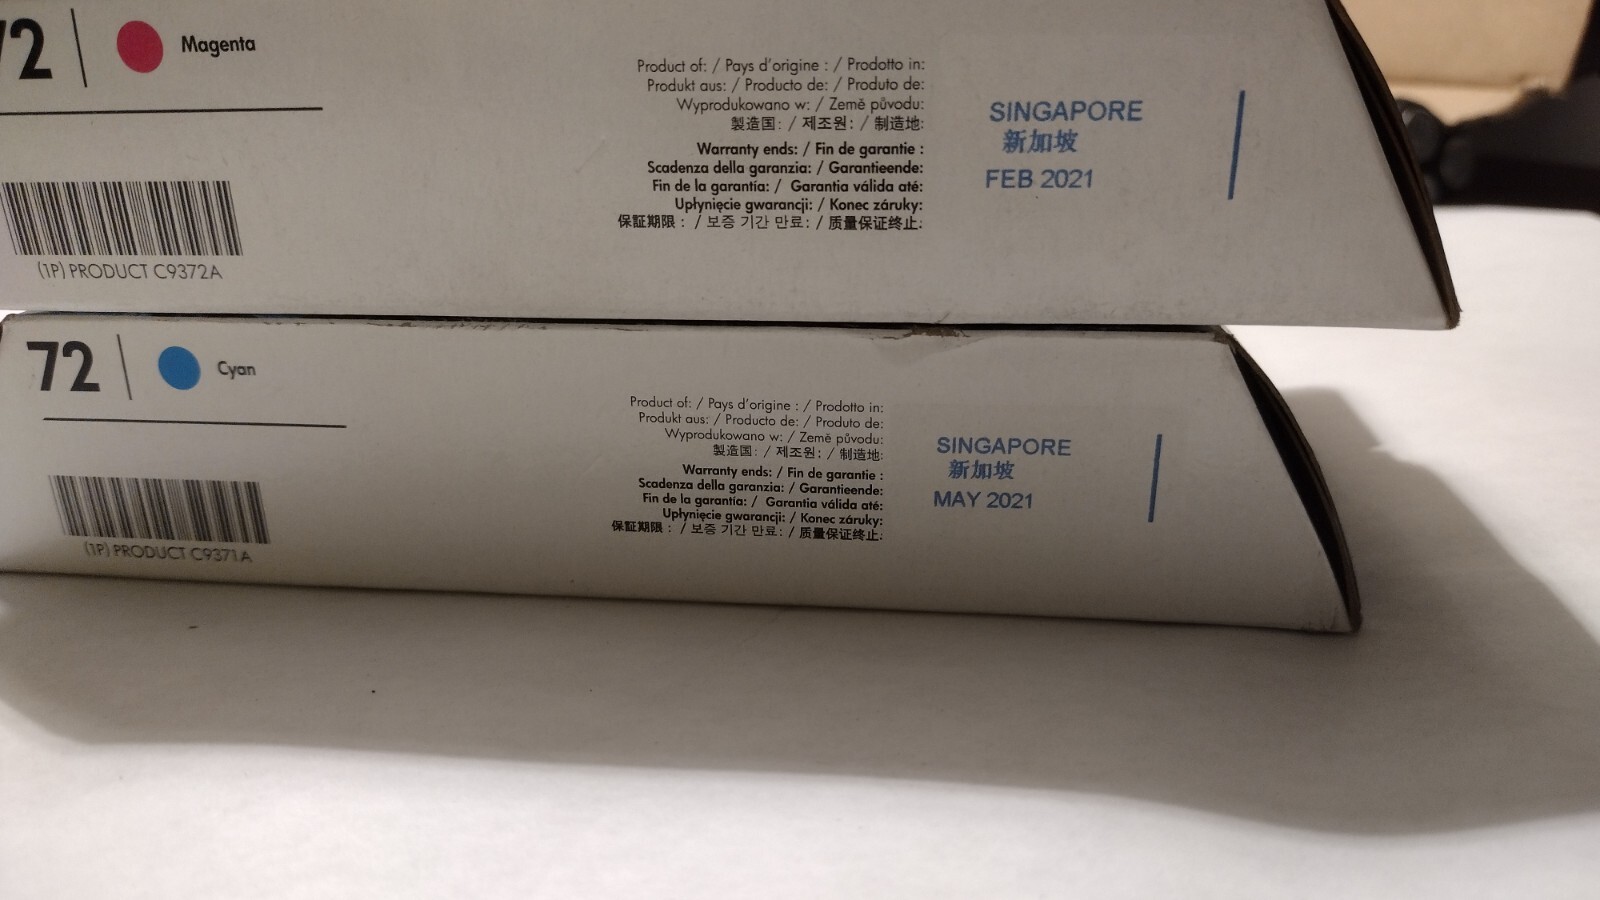 72 Magenta
(1P) PRODUCT C9372A
Product of: / Pays d'origine : / Prodotto in:
Produkt aus: / Producto de: / Produto de:
Wyprodukowano w: / Země původu:
製造国: / 제조원: / 制造地:
Warranty ends: / Fin de garantie :
Scadenza della garanzia: / Garantieende:
Fin de la garantía: / Garantia válida até:
Upłynięcie gwarancji: / Konec záruky:
保証期限 : / 보증 기간 만료: / 质量保证终止:
SINGAPORE
新加坡
FEB 2021
72 Cyan
(1P) PRODUCT C9371A
Product of: / Pays d'origine : / Prodotto in:
Produkt aus: / Producto de: / Produto de:
Wyprodukowano w: / Země původu:
製造国: / 제조원: / 制造地:
Warranty ends: / Fin de garantie :
Scadenza della garanzia: / Garantieende:
Fin de la garantía: / Garantia válida até:
Upłynięcie gwarancji: / Konec záruky:
保証期限 : / 보증 기간 만료: / 质量保证终止:
SINGAPORE
新加坡
MAY 2021